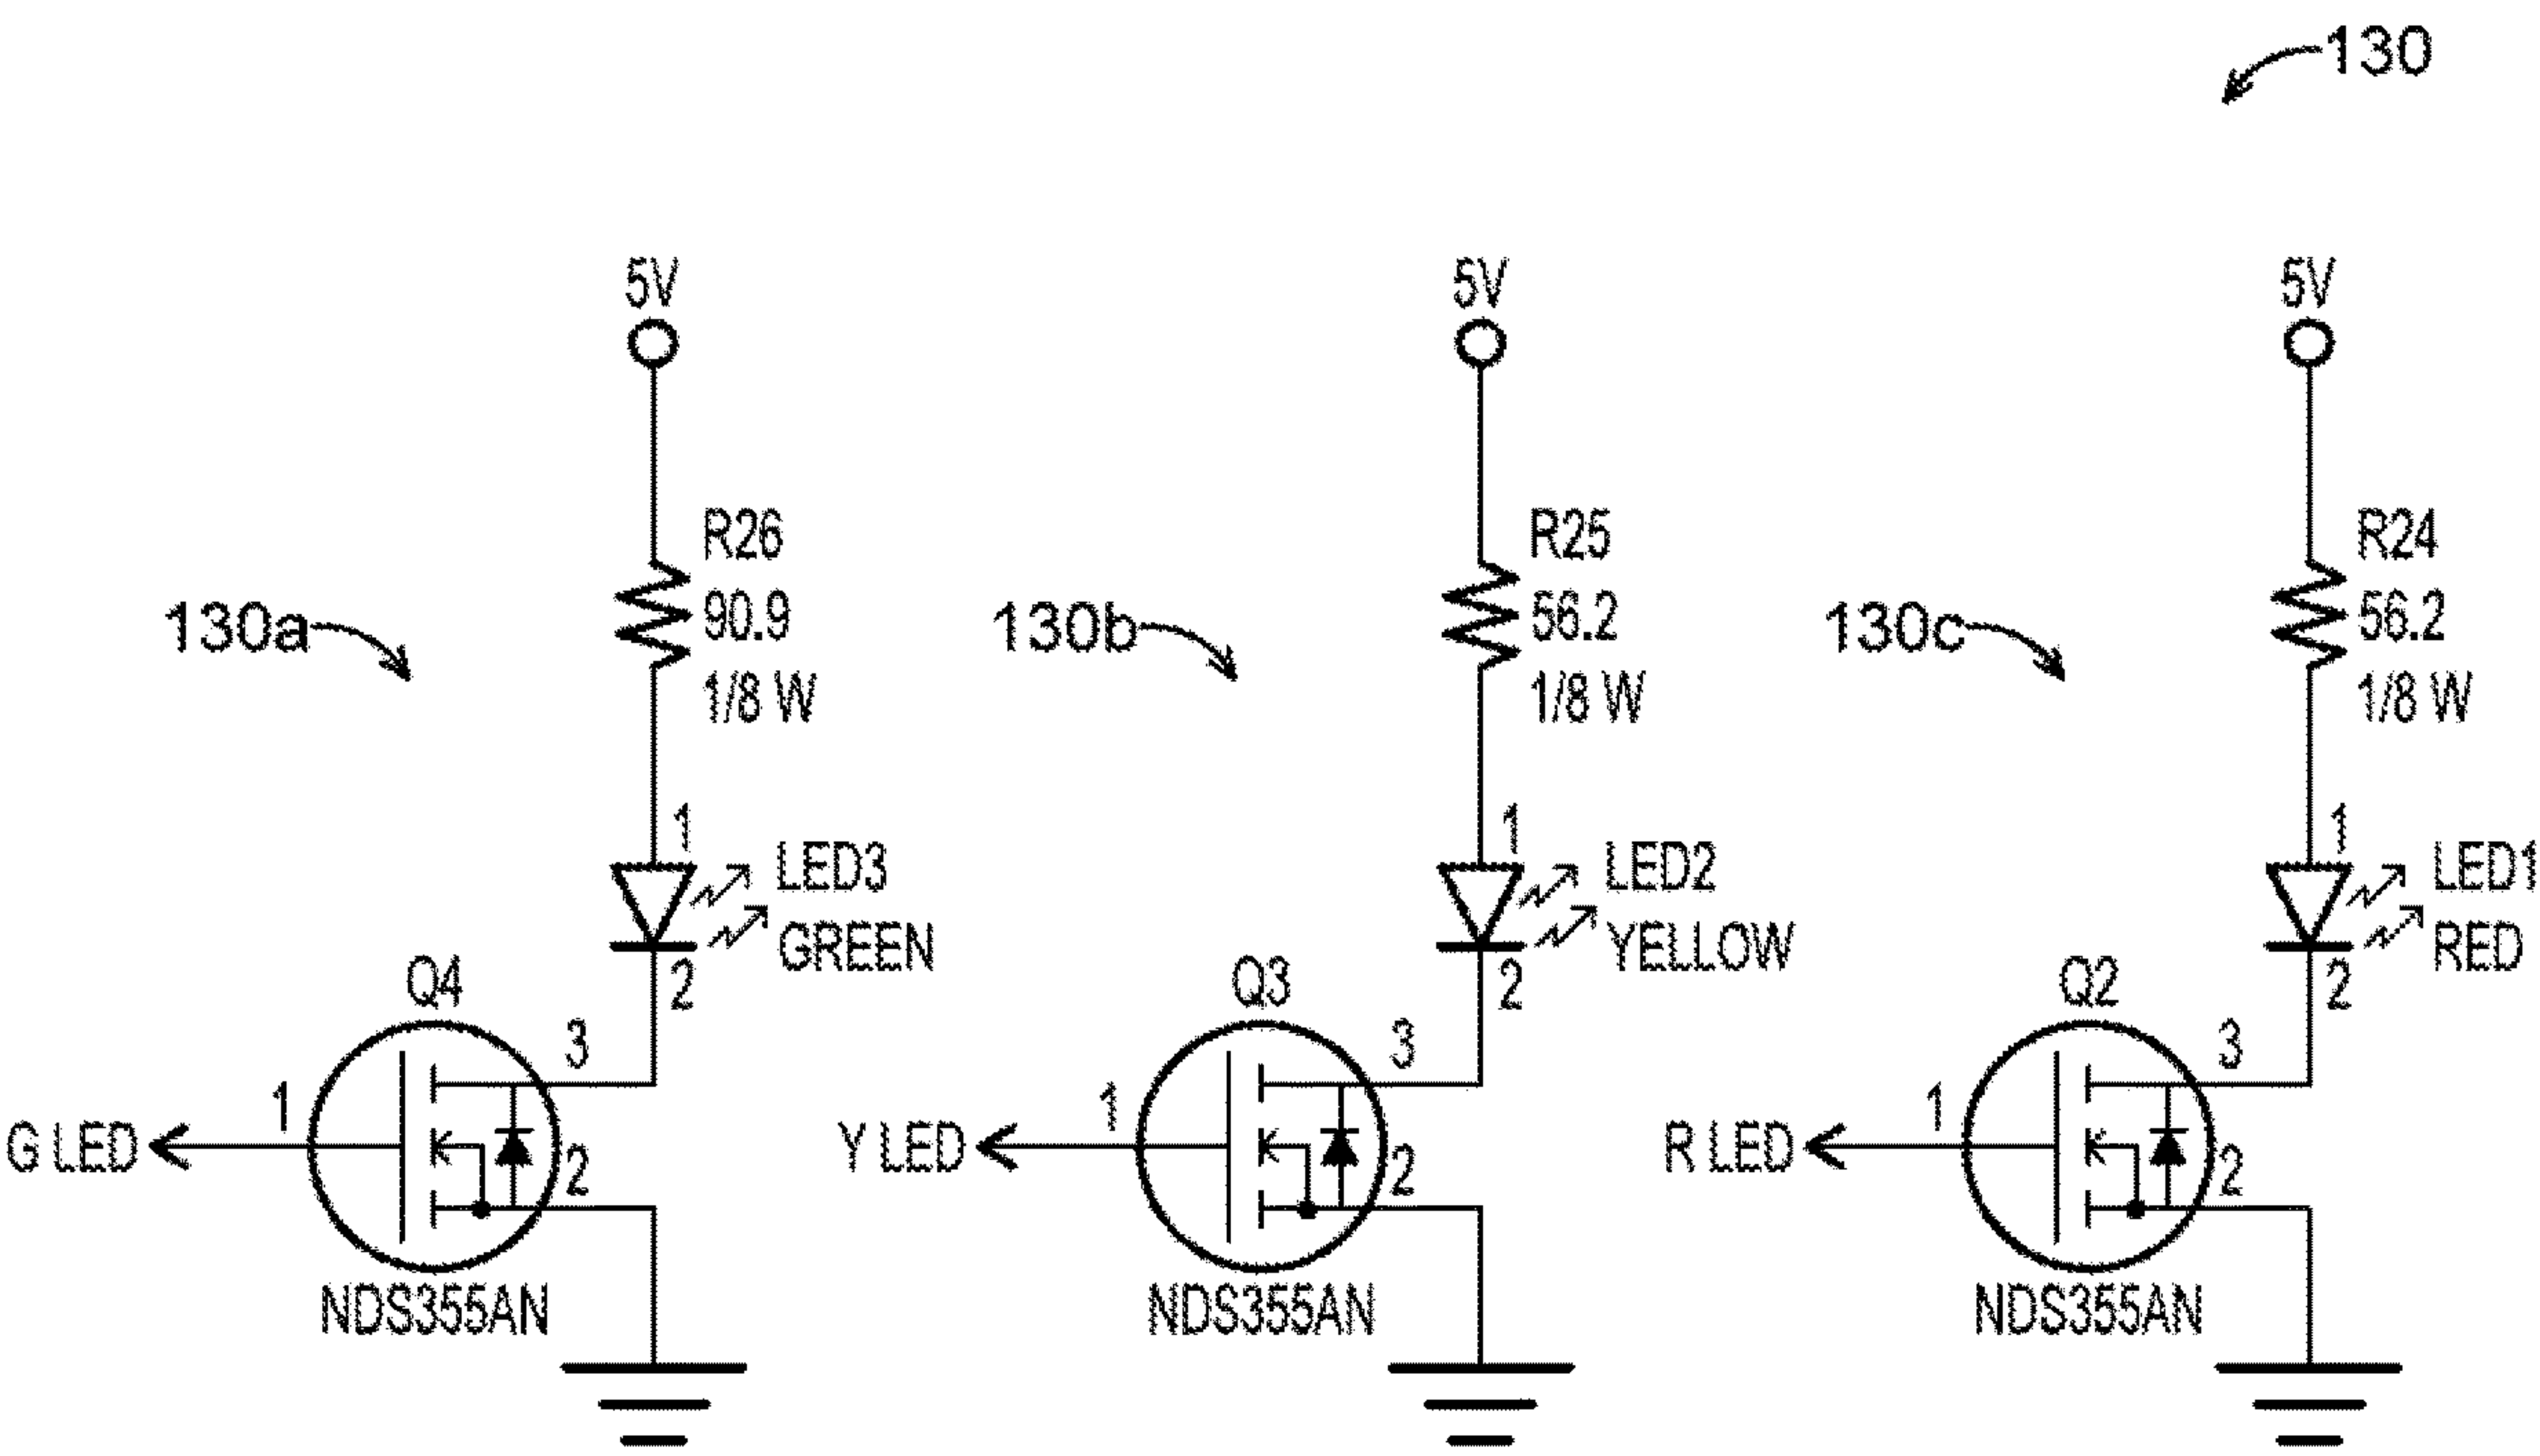 130
5V
R26
90.9
1/8 W
130a
1
LED3
GREEN
2
Q4
3
1
G LED
2
NDS355AN
5V
R25
56.2
1/8 W
130b
1
LED2
YELLOW
2
Q3
3
1
Y LED
2
NDS355AN
5V
R24
56.2
1/8 W
130c
1
LED1
RED
2
Q2
3
1
R LED
2
NDS355AN